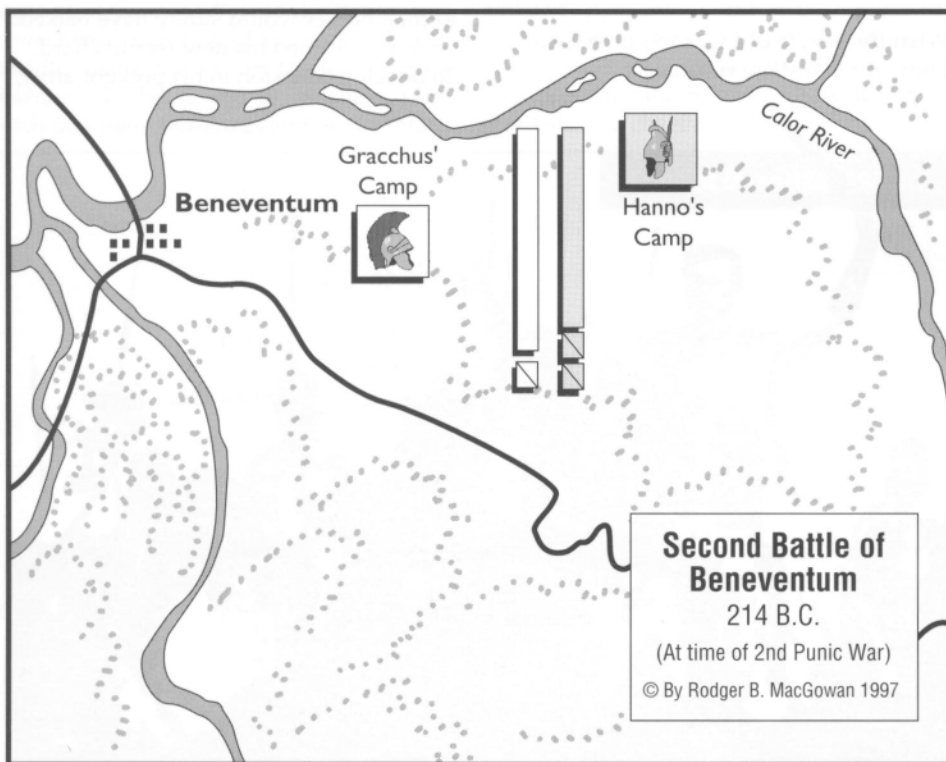 Gracchus'
Camp
Beneventum
Hanno's
Camp
Calor River
Second Battle of
Beneventum
214 B.C.
(At time of 2nd Punic War)
© By Rodger B. MacGowan 1997